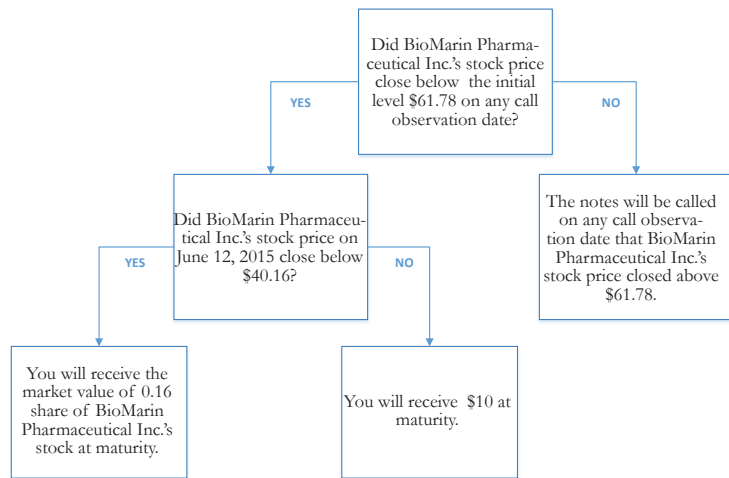 Did BioMarin Pharma-
ceutical Inc.'s stock price
close below the initial
level $61.78 on any call
observation date?
YES
NO
Did BioMarin Pharmaceu-
tical Inc.'s stock price on
June 12, 2015 close below
$40.16?
The notes will be called
on any call observa-
tion date that BioMarin
Pharmaceutical Inc.'s
stock price closed above
$61.78.
YES
NO
You will receive the
market value of 0.16
share of BioMarin
Pharmaceutical Inc.'s
stock at maturity.
You will receive $10 at
maturity.